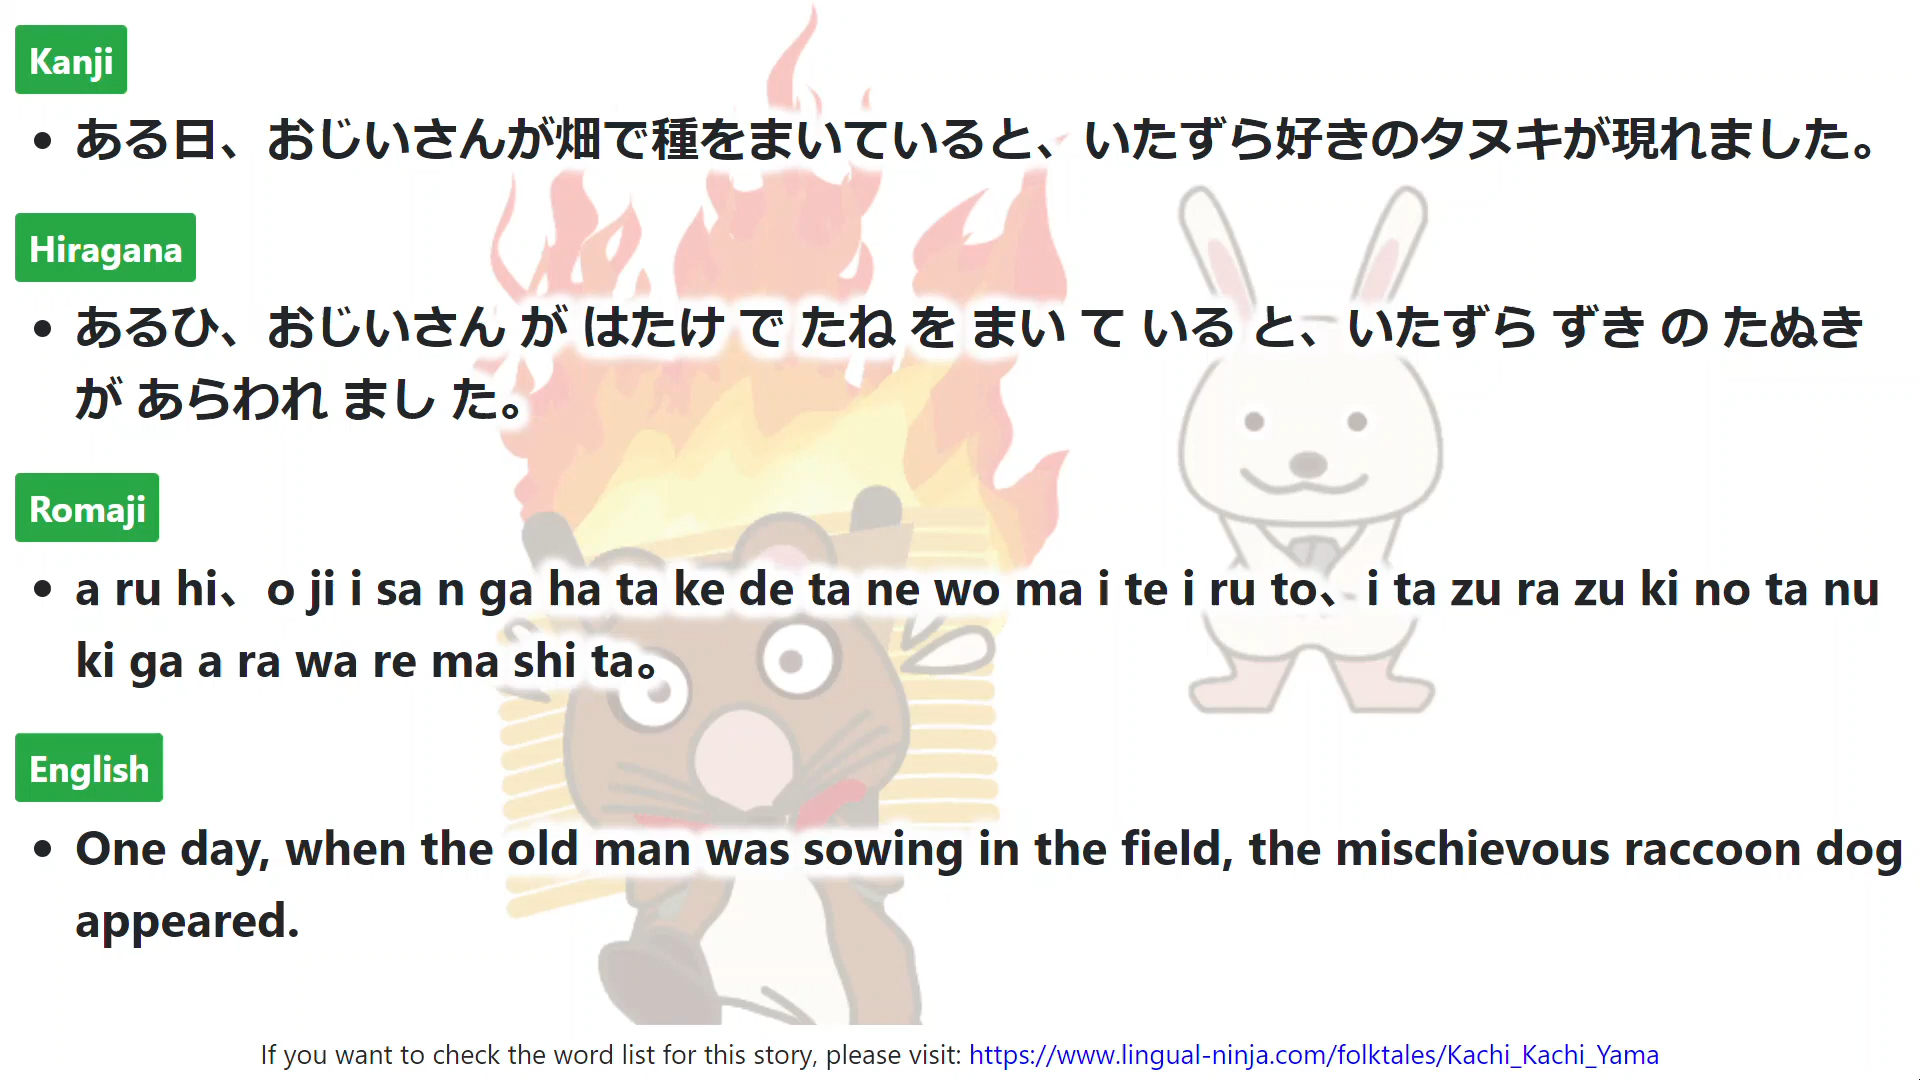 Kanji
• ある日、おじいさんが畑で種をまいていると、いたずら好きのタヌキが現れました。
Hiragana
• あるひ、おじいさん が はたけ で たね を まい て いる と、いたずら ずき の たぬき
が あらわれ まし た。
Romaji
• a ru hi、o ji i sa n ga ha ta ke de ta ne wo ma i te i ru to、i ta zu ra zu ki no ta nu
ki ga a ra wa re ma shi ta。
English
• One day, when the old man was sowing in the field, the mischievous raccoon dog
appeared.
If you want to check the word list for this story, please visit: https://www.lingual-ninja.com/folktales/Kachi_Kachi_Yama